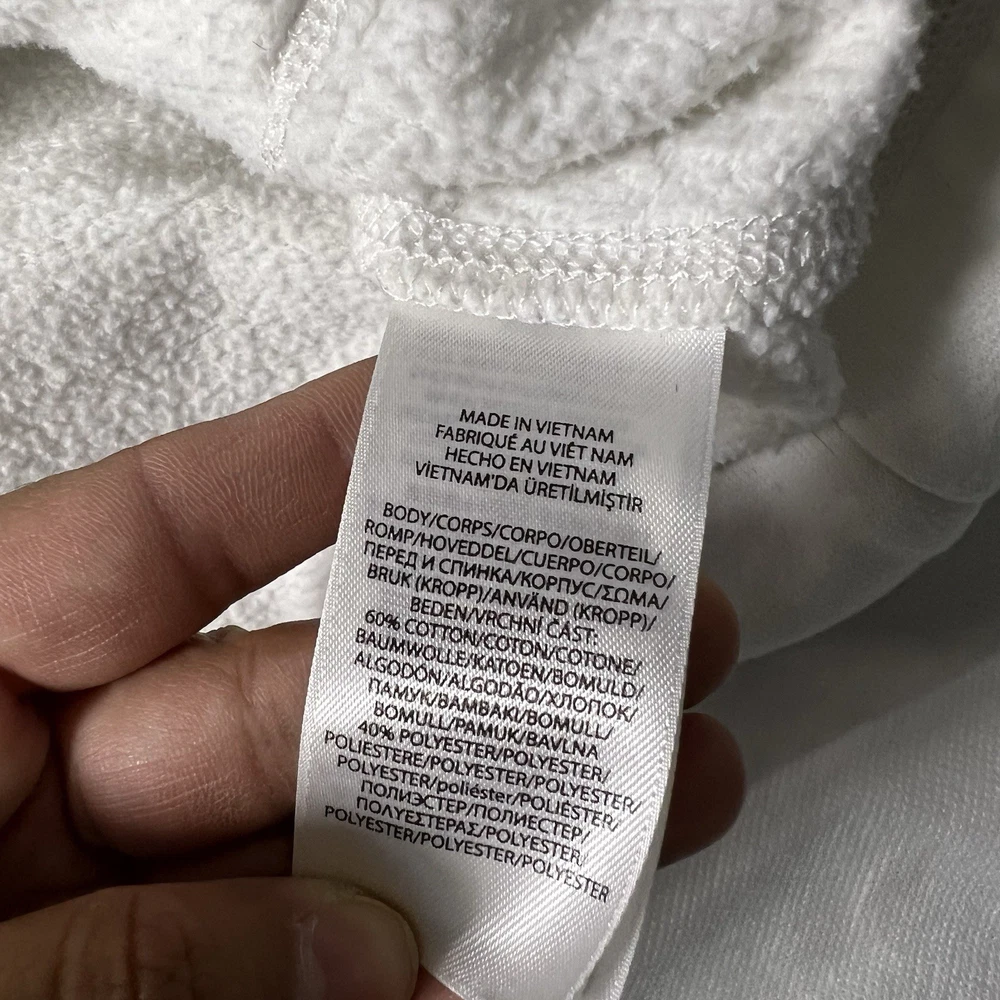 MADE IN VIETNAM
FABRIQUÉ AU VIÊT NAM
HECHO EN VIETNAM
VİETNAM'DA ÜRETİLMİŞTİR
BODY/CORPS/CORPO/OBERTEIL/
ROMP/HOVEDDEL/CUERPO/CORPO/
ПЕРЕД И СПИНКА/КОРПУС/ΣΩΜΑ/
BRUK (KROPP)/ANVÄND (KROPP)/
BEDEN/VRCHNÍ ČÁST:
60% COTTON/COTON/COTONE/
BAUMWOLLE/KATOEN/BOMULD/
ALGODÓN/ALGODÃO/ХЛОПОК/
ПАМУК/ΒΑΜΒΑΚΙ/BOMULL/
BOMULL/PAMUK/BAVLNA
40% POLYESTER/POLYESTER/
POLIESTERE/POLYESTER/POLYESTER/
POLYESTER/poliéster/POLIÉSTER/
ПОЛИЭСТЕР/ПОЛИЕСТЕР/
ΠΟΛΥΕΣΤΕΡΑΣ/POLYESTER/
POLYESTER/POLYESTER/POLYESTER